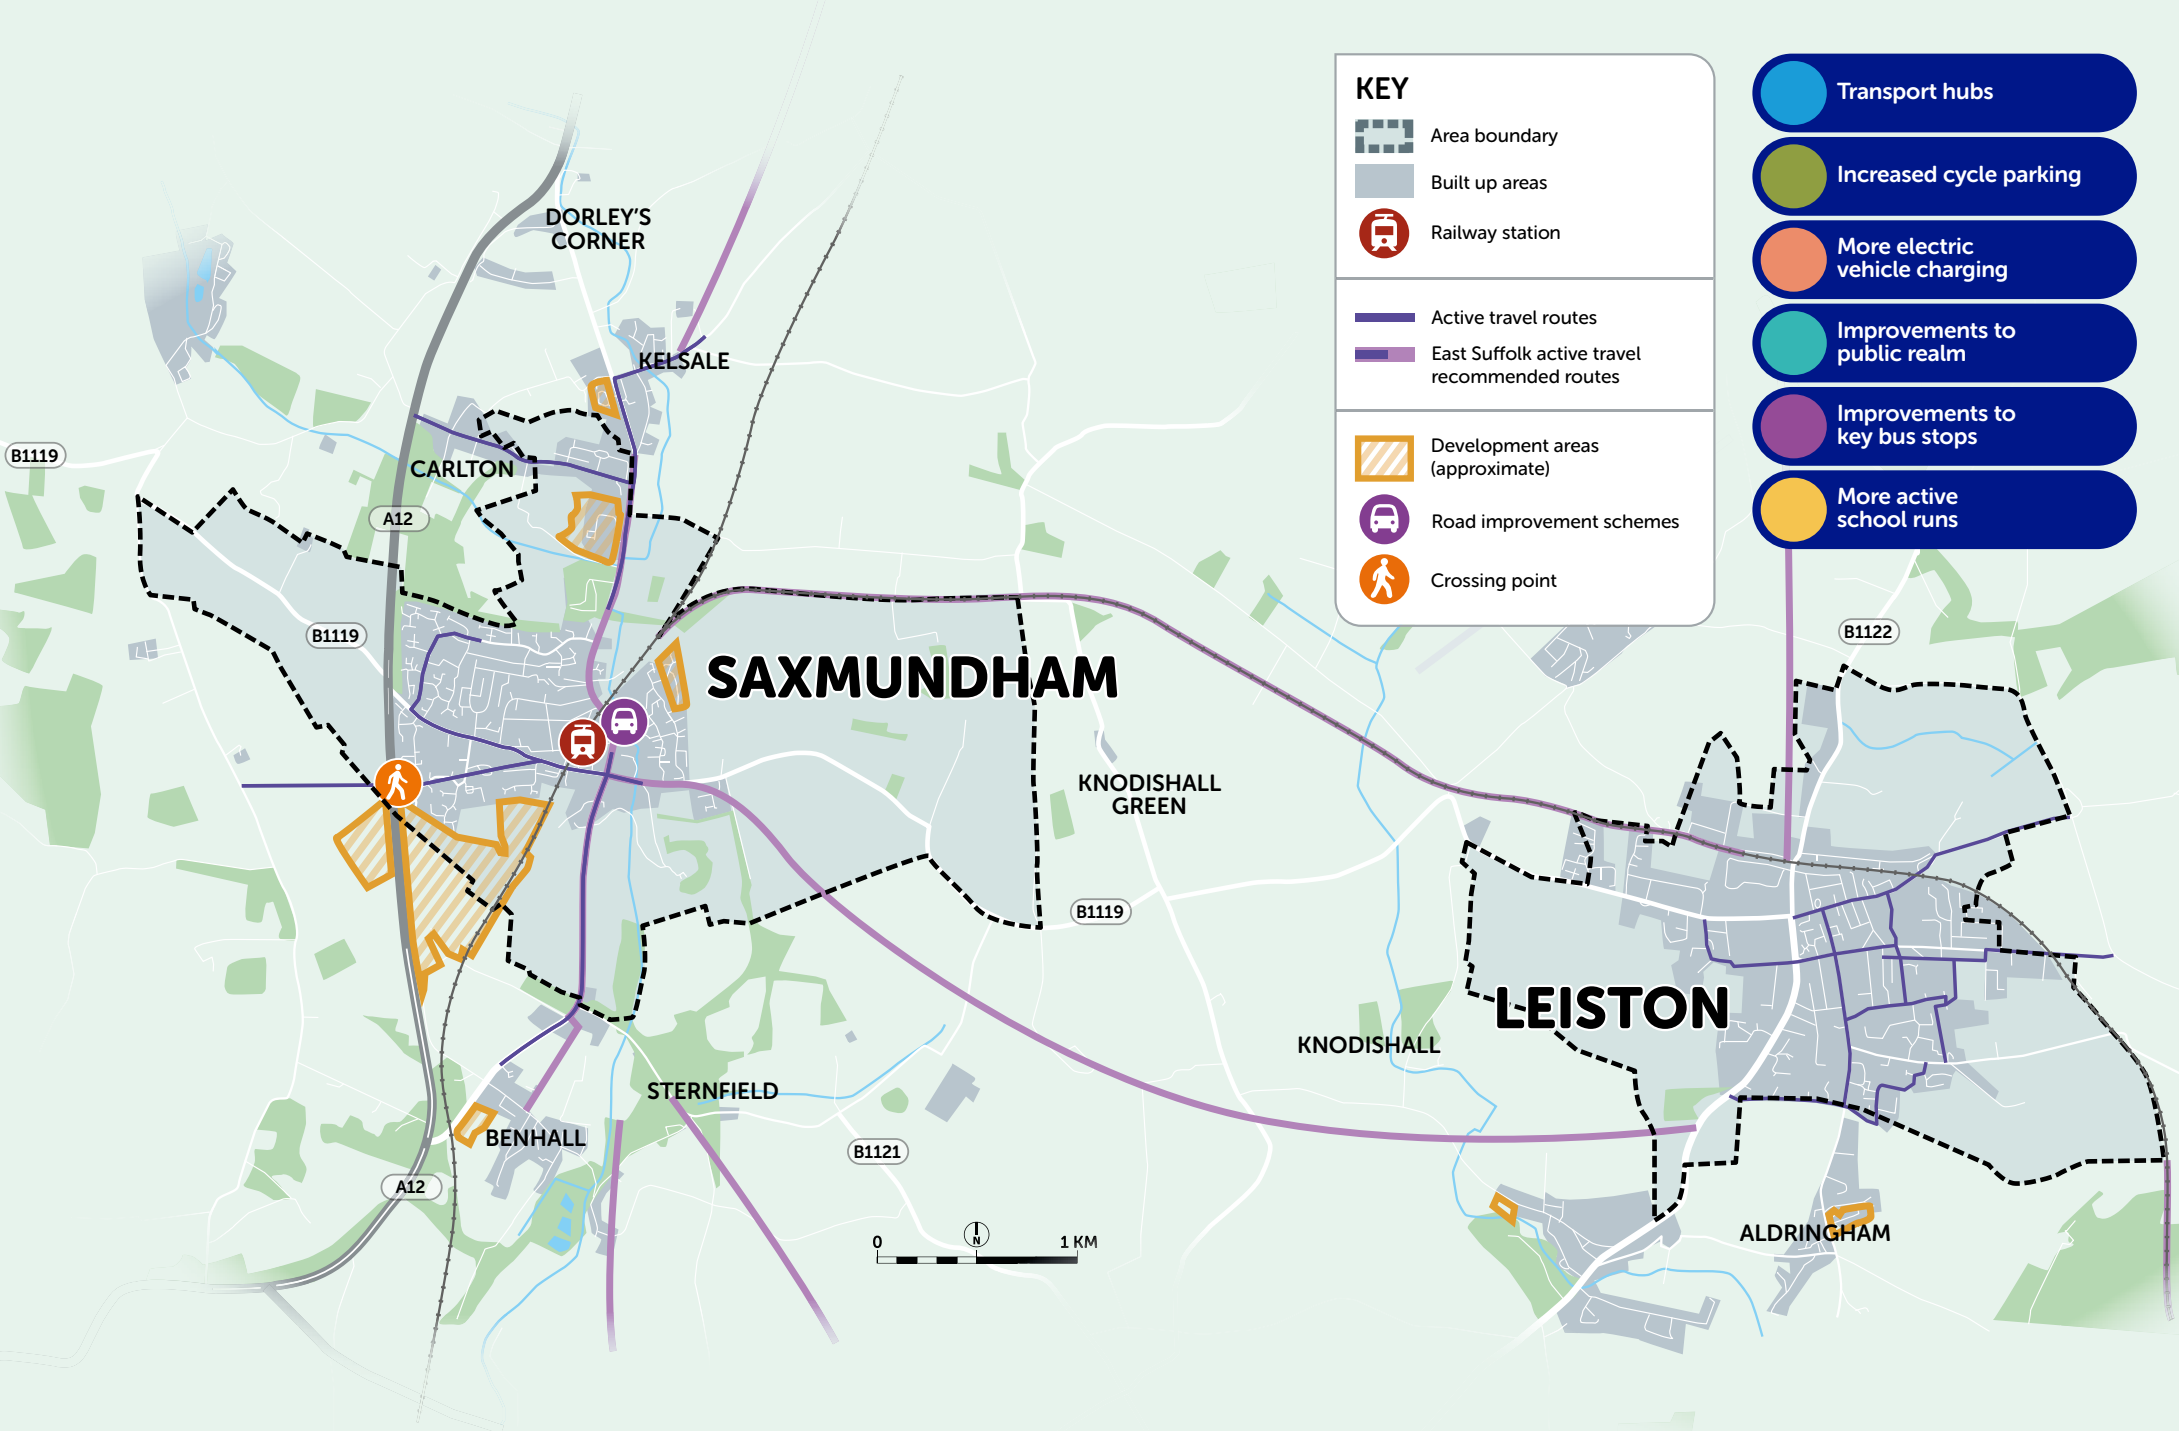 KEY
Area boundary
Built up areas
Railway station
Active travel routes
East Suffolk active travel
recommended routes
Development areas
(approximate)
Road improvement schemes
Crossing point
Transport hubs
Increased cycle parking
More electric
vehicle charging
Improvements to
public realm
Improvements to
key bus stops
More active
school runs
DORLEY'S
CORNER
KELSALE
B1119
CARLTON
A12
B1119
B1122
SAXMUNDHAM
KNODISHALL
GREEN
B1119
LEISTON
KNODISHALL
STERNFIELD
BENHALL
B1121
A12
ALDRINGHAM
0
N
1 KM